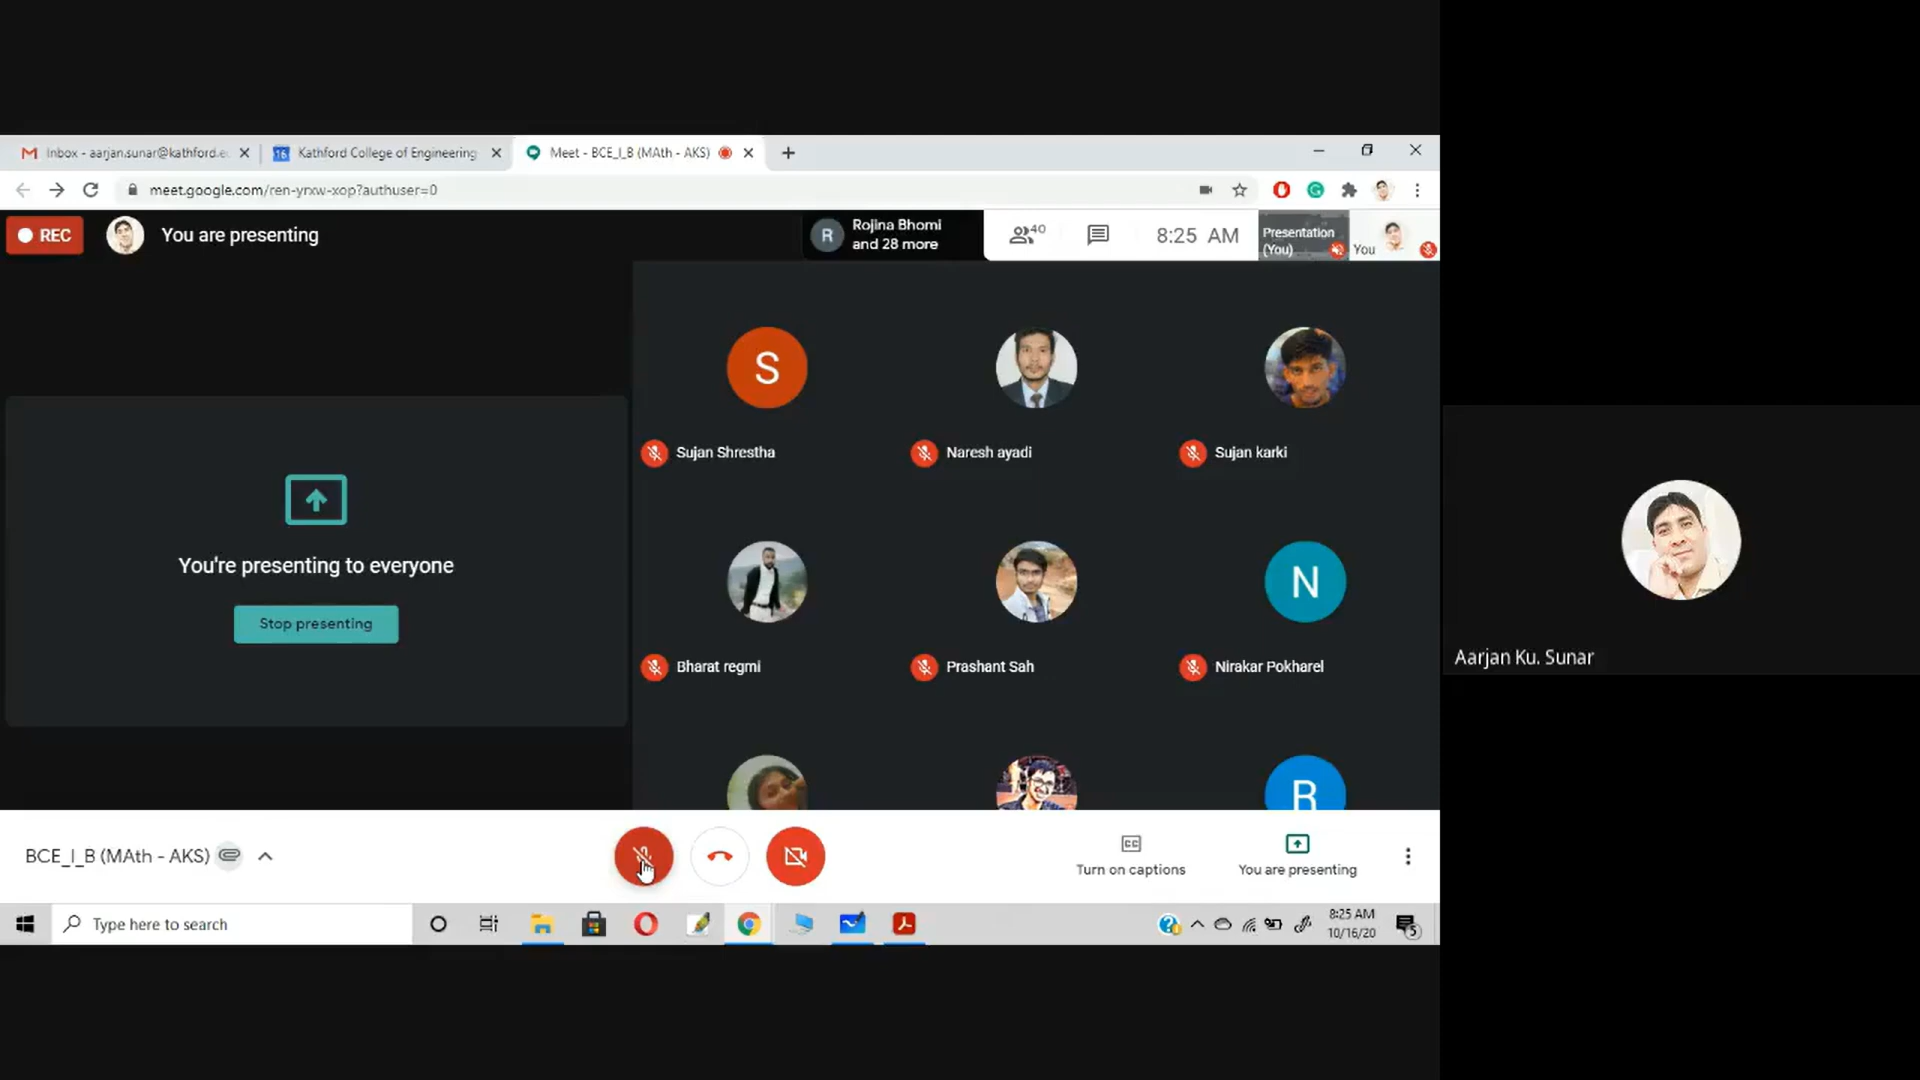 Inbox - aarjan.sunar@kathford.e
Kathford College of Engineering
Meet - BCE_I_B (MAth - AKS)
meet.google.com/ren-yrxw-xop?authuser=0
REC
You are presenting
R
Rojina Bhomi
and 28 more
40
8:25 AM
Presentation
(You)
You
S
Sujan Shrestha
Naresh ayadi
Sujan karki
You're presenting to everyone
Stop presenting
N
Bharat regmi
Prashant Sah
Nirakar Pokharel
Aarjan Ku. Sunar
BCE_I_B (MAth - AKS)
CC
Turn on captions
You are presenting
Type here to search
8:25 AM
10/16/20
5